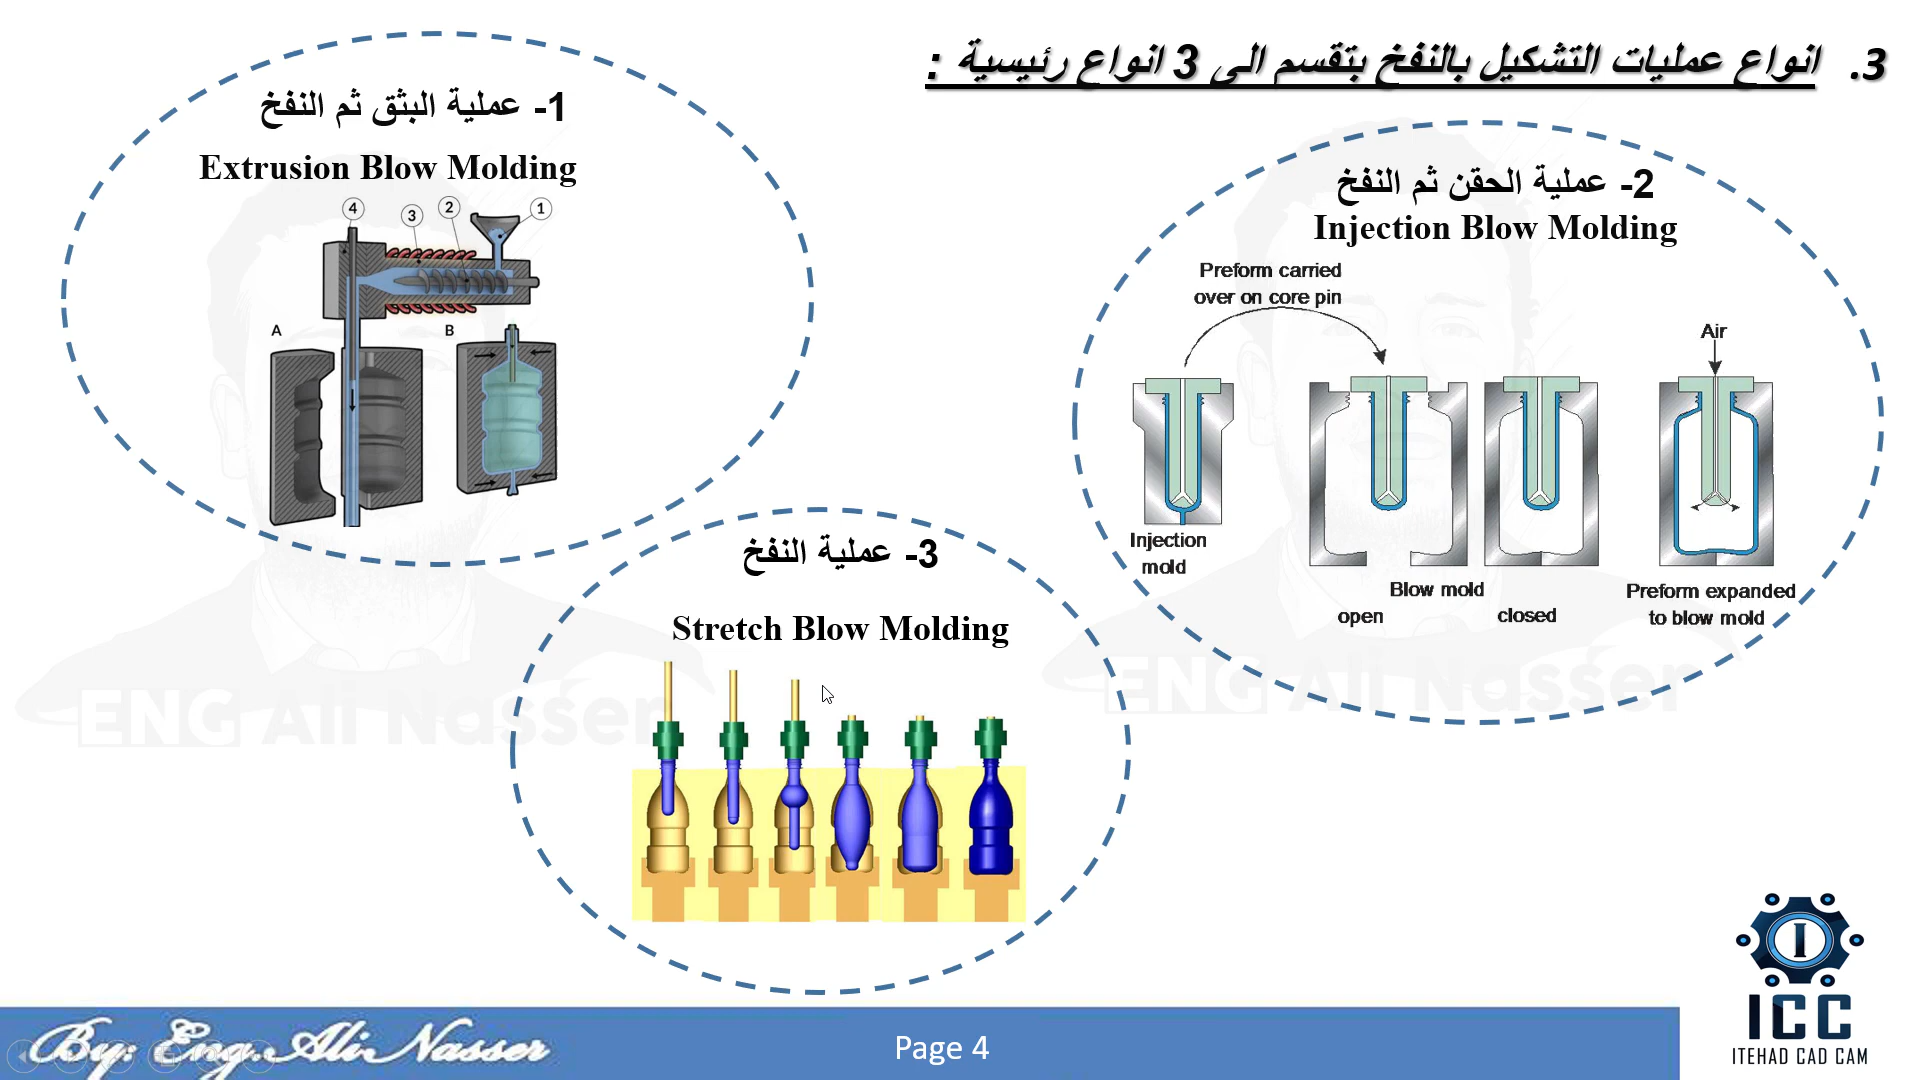 3. انواع عمليات التشكيل بالنفخ بتقسم الى 3 انواع رئيسية :
1- عملية البثق ثم النفخ
Extrusion Blow Molding
4
3
2
1
A
B
2- عملية الحقن ثم النفخ
Injection Blow Molding
Preform carried
over on core pin
Air
Injection
mold
Blow mold
open
closed
Preform expanded
to blow mold
3- عملية النفخ
Stretch Blow Molding
ENG Ali Nasser
ENG Ali Nasser
I
ICC
ITEHAD CAD CAM
By: Eng. Ali Nasser
Page 4